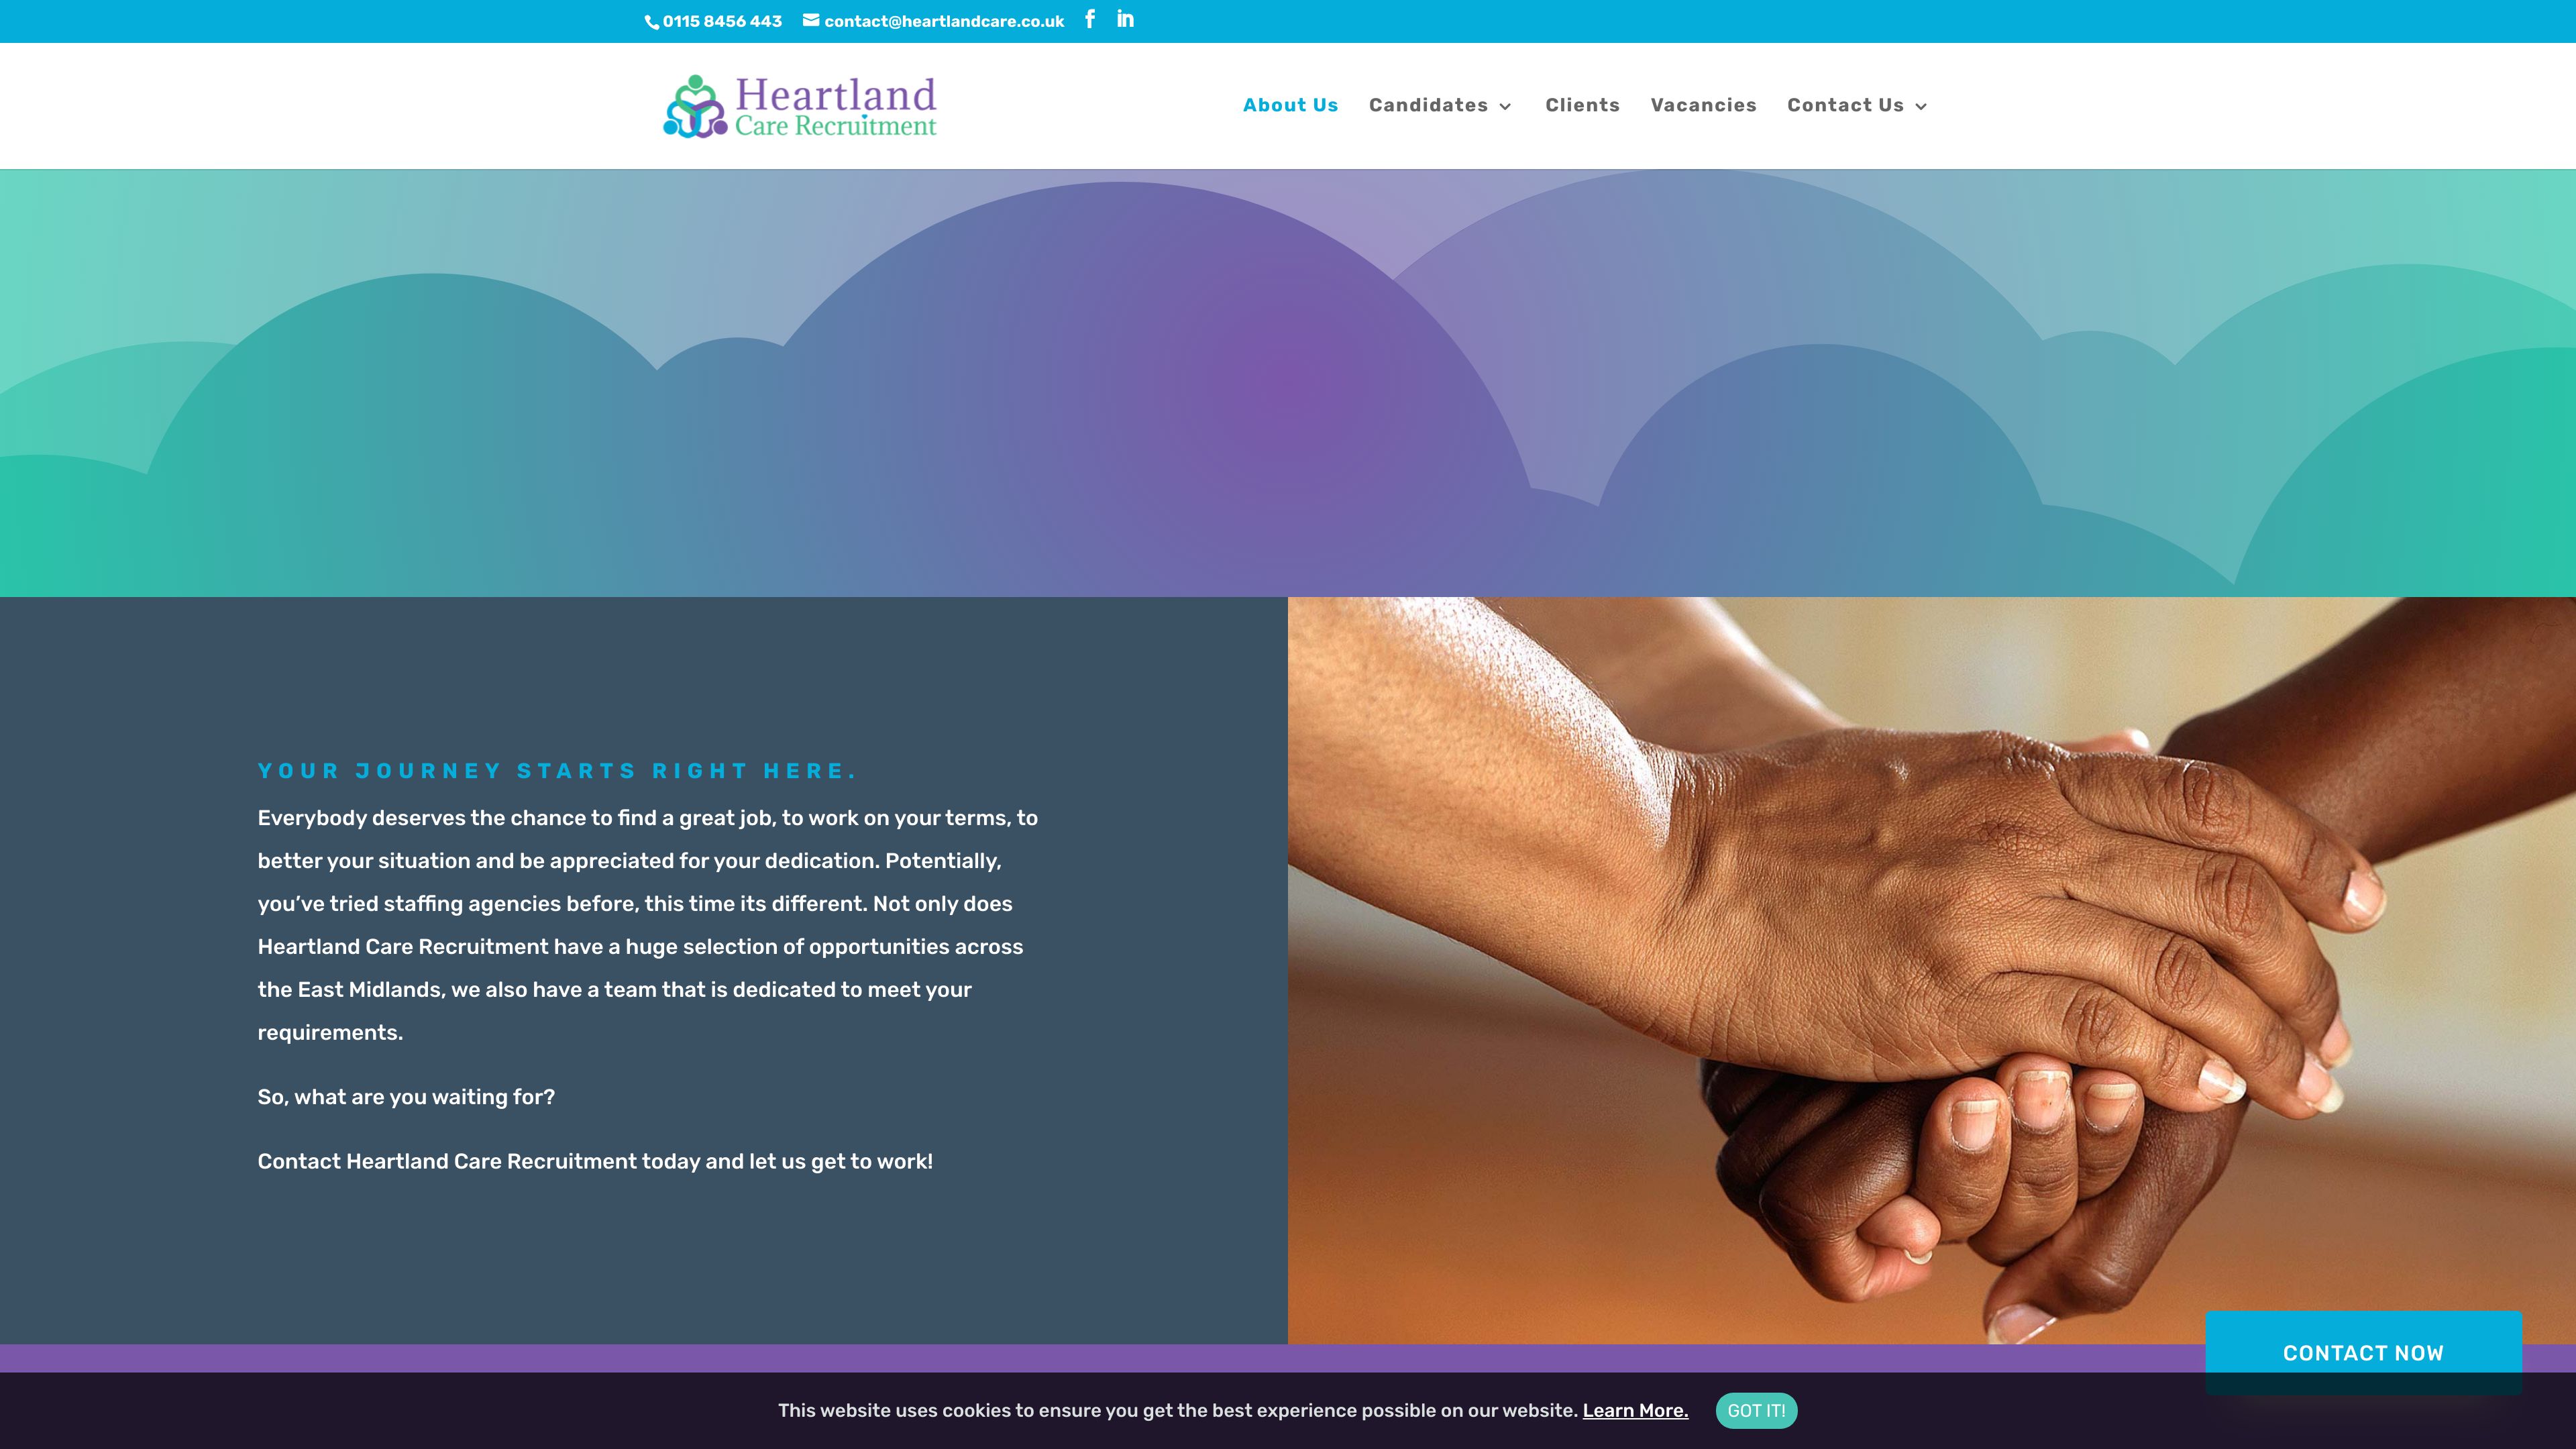 0115 8456 443 contact@heartlandcare.co.uk
Heartland
Care Recruitment
About Us Candidates Clients Vacancies Contact Us
YOUR JOURNEY STARTS RIGHT HERE.
Everybody deserves the chance to find a great job, to work on your terms, to
better your situation and be appreciated for your dedication. Potentially,
you’ve tried staffing agencies before, this time its different. Not only does
Heartland Care Recruitment have a huge selection of opportunities across
the East Midlands, we also have a team that is dedicated to meet your
requirements.
So, what are you waiting for?
Contact Heartland Care Recruitment today and let us get to work!
CONTACT NOW
This website uses cookies to ensure you get the best experience possible on our website. Learn More. GOT IT!